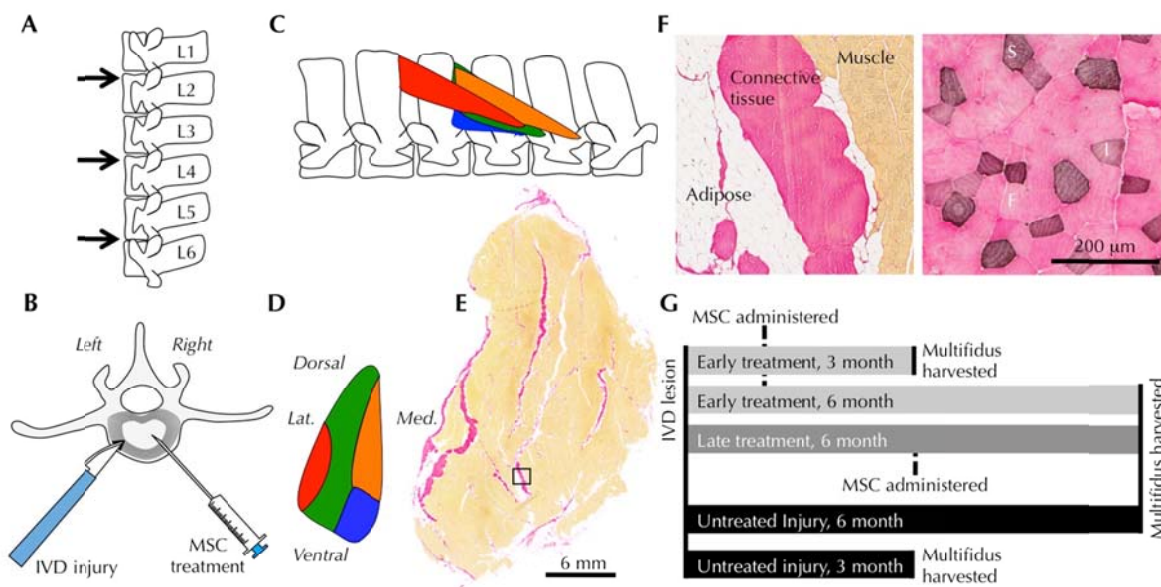 A
L1
L2
L3
L4
L5
L6
B
Left
Right
IVD injury
MSC
treatment
C
D
Dorsal
Lat.
Med.
Ventral
E
6 mm
F
Connective
tissue
Muscle
Adipose
S
I
F
200 µm
G
MSC administered
IVD lesion
Early treatment, 3 month
Multifidus
harvested
Early treatment, 6 month
Late treatment, 6 month
MSC administered
Untreated Injury, 6 month
Multifidus harvested
Untreated injury, 3 month
Multifidus
harvested